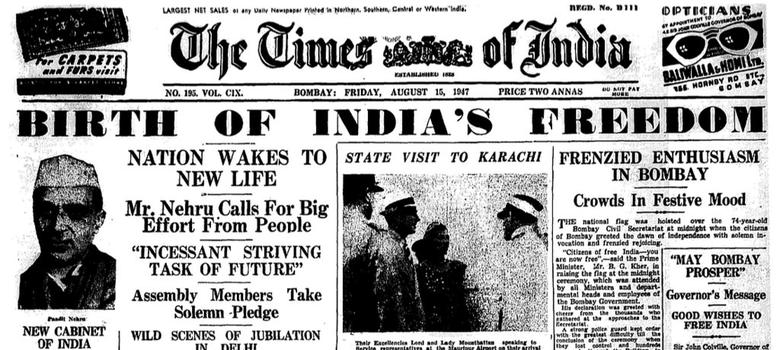 For CARPETS
and FURS visit
LARGEST NET SALES of any Daily Newspaper Printed in Northern, Southern, Central or Western India.
REGD. No. B111
The Times of India
ESTABLISHED 1838
OPTICIANS
BY APPOINTMENT TO
BALIWALLA & HOMI LTD.
HORNBY RD
BOMBAY
NO. 195. VOL. CIX.
BOMBAY: FRIDAY, AUGUST 15, 1947
PRICE TWO ANNAS
DO NOT PAY
MORE
BIRTH OF INDIA'S FREEDOM
Pandit Nehru
NEW CABINET
OF INDIA
NATION WAKES TO
NEW LIFE
Mr. Nehru Calls For Big
Effort From People
"INCESSANT STRIVING
TASK OF FUTURE"
Assembly Members Take
Solemn Pledge
WILD SCENES OF JUBILATION
IN DELHI
STATE VISIT TO KARACHI
Their Excellencies Lord and Lady Mountbatten speaking to
Service representatives at the Mauripur Airport on their arrival
FRENZIED ENTHUSIASM
IN BOMBAY
Crowds In Festive Mood
THE national flag was hoisted over the 74-year-old
Bombay Civil Secretariat at midnight when the citizens
of Bombay greeted the dawn of independence with solemn in-
vocation and frenzied rejoicing.
"Citizens of free India—you
are now free",—said the Prime
Minister, Mr. B. G. Kher, in
raising the flag at the midnight
ceremony, which was attended
by all Ministers and depart-
mental heads and employees of
the Bombay Government.
His declaration was greeted with
cheers from the thousands who
gathered at the approaches to the
Secretariat.
A strong police guard kept order
with the greatest difficulty till the
conclusion of the ceremony when
they lost control and hundreds
"MAY BOMBAY
PROSPER"
Governor's Message
GOOD WISHES TO
FREE INDIA
Sir John Colville, Governor of